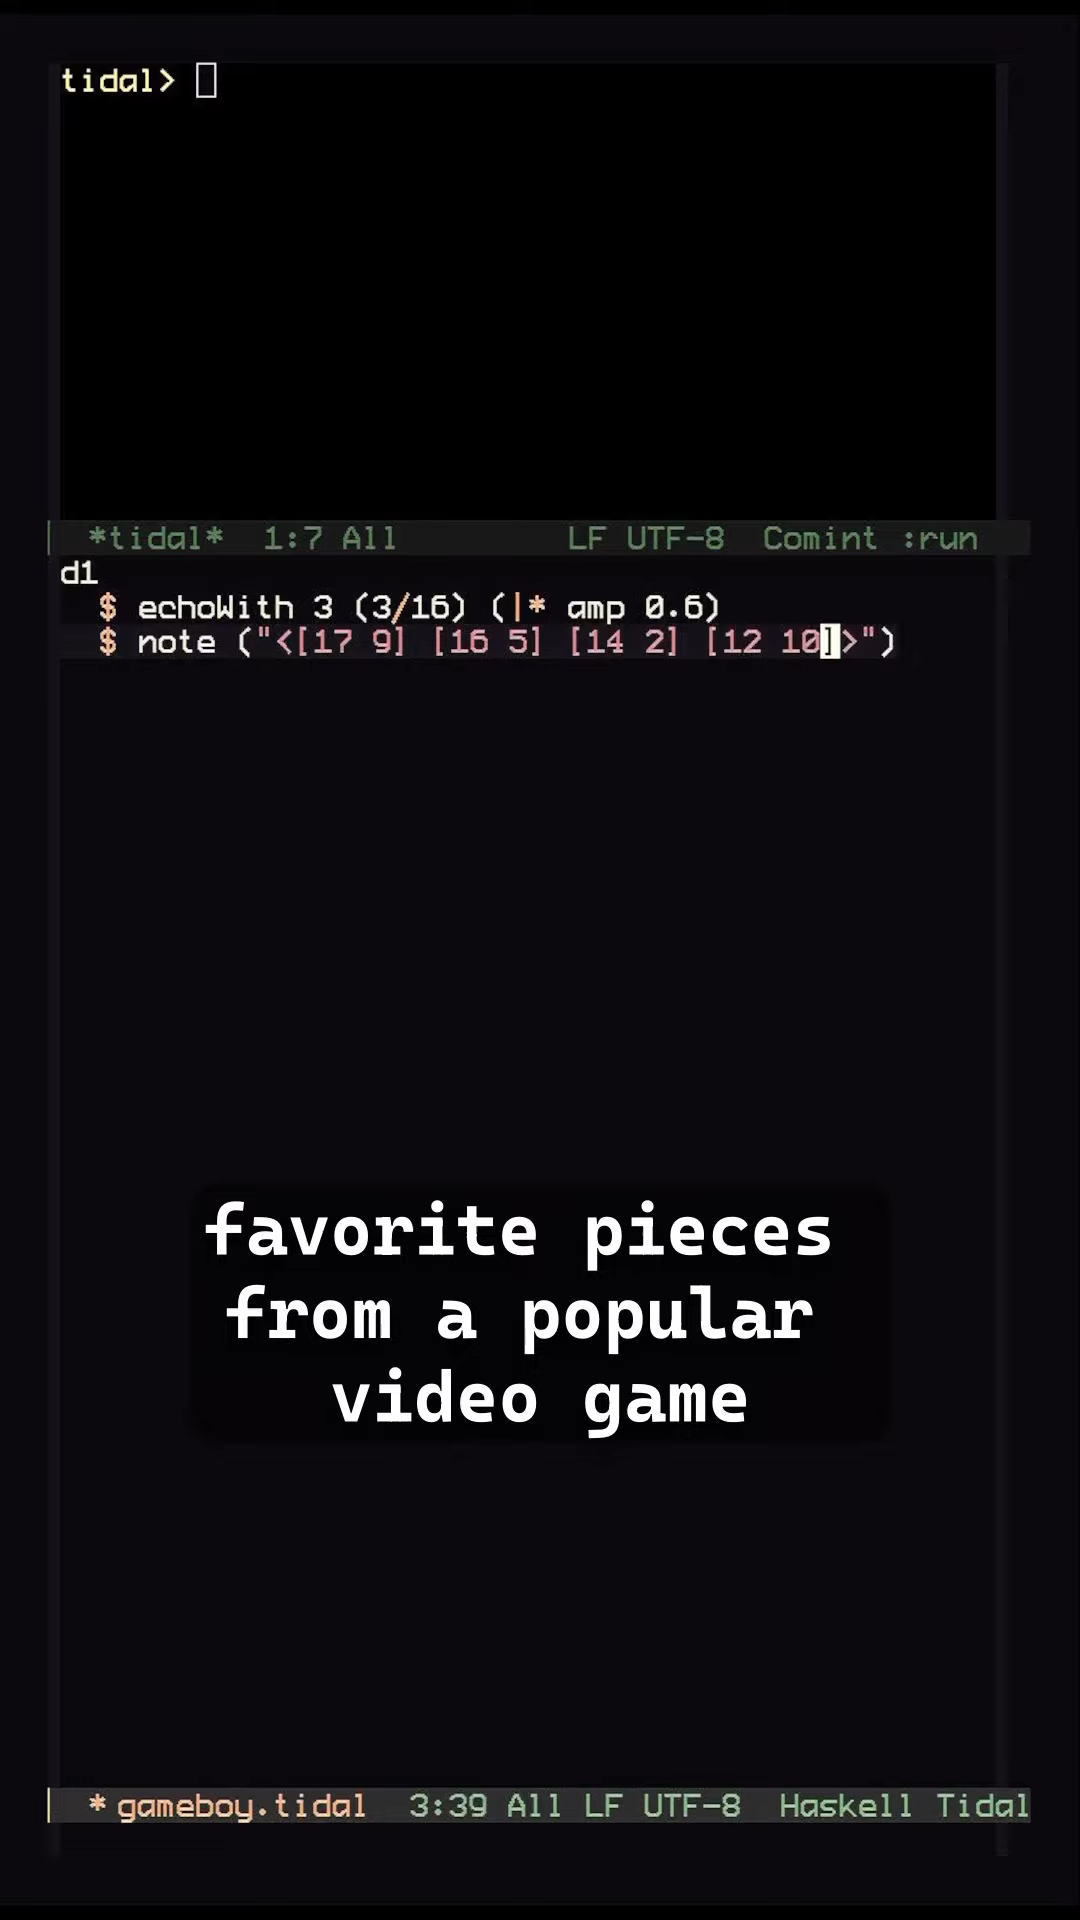 tidal>
*tidal* 1:7 All LF UTF-8 Comint :run
d1
$ echoWith 3 (3/16) (|* amp 0.6)
$ note ("<[17 9] [16 5] [14 2] [12 10]>")
favorite pieces
from a popular
video game
* gameboy.tidal 3:39 All LF UTF-8 Haskell Tidal